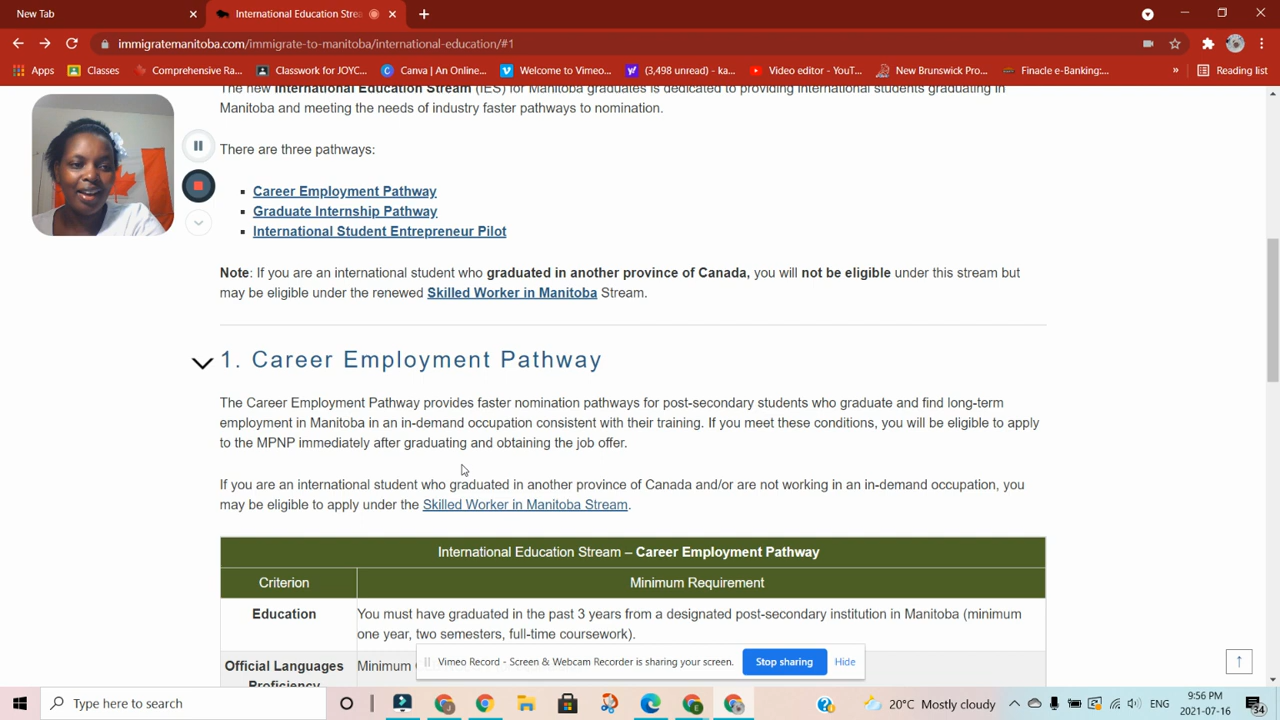 New Tab
International Education Strea
immigratemanitoba.com/immigrate-to-manitoba/international-education/#1
Apps Classes Comprehensive Ra... Classwork for JOYC... Canva | An Online... Welcome to Vimeo... (3,498 unread) - ka... Video editor - YouT... New Brunswick Pro... Finacle e-Banking;... » Reading list
The new International Education Stream (IES) for Manitoba graduates is dedicated to providing international students graduating in
Manitoba and meeting the needs of industry faster pathways to nomination.
There are three pathways:
Career Employment Pathway
Graduate Internship Pathway
International Student Entrepreneur Pilot
Note: If you are an international student who graduated in another province of Canada, you will not be eligible under this stream but
may be eligible under the renewed Skilled Worker in Manitoba Stream.
1. Career Employment Pathway
The Career Employment Pathway provides faster nomination pathways for post-secondary students who graduate and find long-term
employment in Manitoba in an in-demand occupation consistent with their training. If you meet these conditions, you will be eligible to apply
to the MPNP immediately after graduating and obtaining the job offer.
If you are an international student who graduated in another province of Canada and/or are not working in an in-demand occupation, you
may be eligible to apply under the Skilled Worker in Manitoba Stream.
International Education Stream – Career Employment Pathway
Criterion Minimum Requirement
Education You must have graduated in the past 3 years from a designated post-secondary institution in Manitoba (minimum
one year, two semesters, full-time coursework).
Official Languages Minimum
Proficiency
Vimeo Record - Screen & Webcam Recorder is sharing your screen. Stop sharing Hide
Type here to search
20°C Mostly cloudy
ENG
9:56 PM
2021-07-16
34